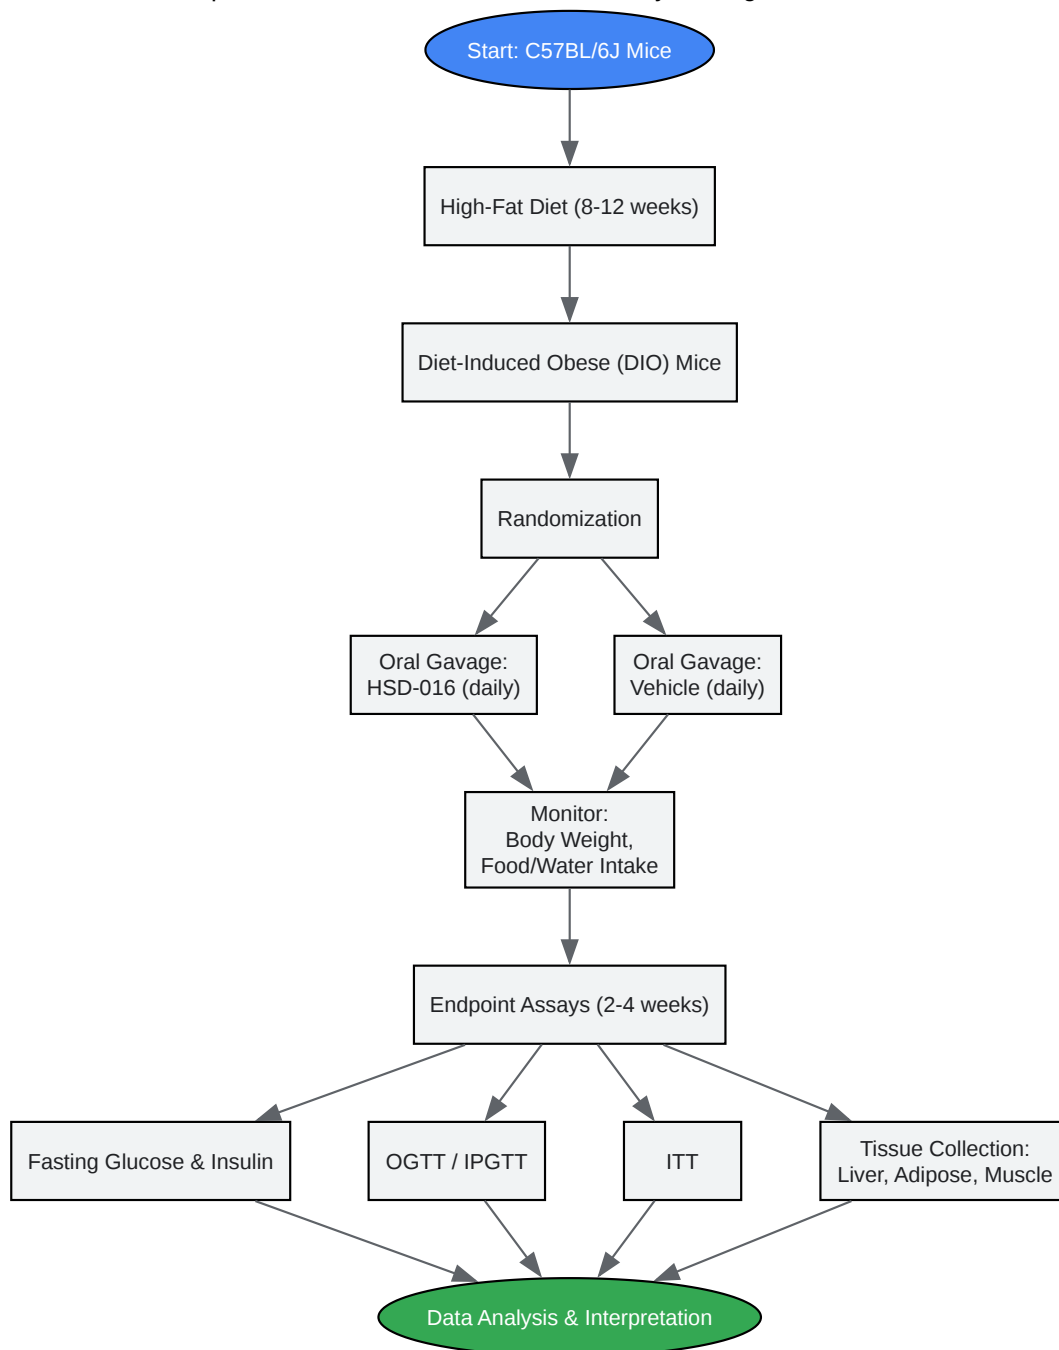 Start: C57BL/6J Mice
High-Fat Diet (8-12 weeks)
Diet-Induced Obese (DIO) Mice
Randomization
Oral Gavage:
HSD-016 (daily)
Oral Gavage:
Vehicle (daily)
Monitor:
Body Weight,
Food/Water Intake
Endpoint Assays (2-4 weeks)
Fasting Glucose & Insulin
OGTT / IPGTT
ITT
Tissue Collection:
Liver, Adipose, Muscle
Data Analysis & Interpretation